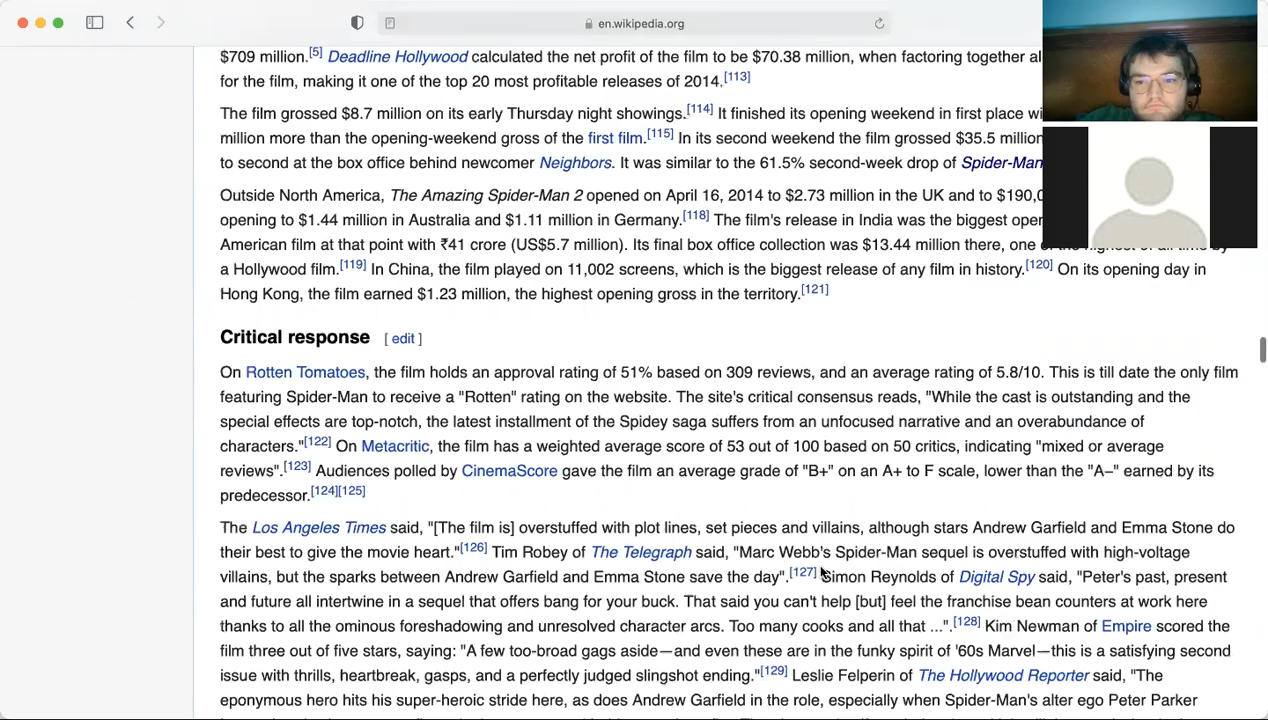 en.wikipedia.org
$709 million.[5] Deadline Hollywood calculated the net profit of the film to be $70.38 million, when factoring together al
for the film, making it one of the top 20 most profitable releases of 2014.[113]
The film grossed $8.7 million on its early Thursday night showings.[114] It finished its opening weekend in first place wi
million more than the opening-weekend gross of the first film.[115] In its second weekend the film grossed $35.5 million
to second at the box office behind newcomer Neighbors. It was similar to the 61.5% second-week drop of Spider-Man
Outside North America, The Amazing Spider-Man 2 opened on April 16, 2014 to $2.73 million in the UK and to $190,0
opening to $1.44 million in Australia and $1.11 million in Germany.[118] The film's release in India was the biggest ope
American film at that point with ₹41 crore (US$5.7 million). Its final box office collection was $13.44 million there, one of the highest of all time by
a Hollywood film.[119] In China, the film played on 11,002 screens, which is the biggest release of any film in history.[120] On its opening day in
Hong Kong, the film earned $1.23 million, the highest opening gross in the territory.[121]
Critical response [ edit ]
On Rotten Tomatoes, the film holds an approval rating of 51% based on 309 reviews, and an average rating of 5.8/10. This is till date the only film
featuring Spider-Man to receive a "Rotten" rating on the website. The site's critical consensus reads, "While the cast is outstanding and the
special effects are top-notch, the latest installment of the Spidey saga suffers from an unfocused narrative and an overabundance of
characters."[122] On Metacritic, the film has a weighted average score of 53 out of 100 based on 50 critics, indicating "mixed or average
reviews".[123] Audiences polled by CinemaScore gave the film an average grade of "B+" on an A+ to F scale, lower than the "A−" earned by its
predecessor.[124][125]
The Los Angeles Times said, "[The film is] overstuffed with plot lines, set pieces and villains, although stars Andrew Garfield and Emma Stone do
their best to give the movie heart."[126] Tim Robey of The Telegraph said, "Marc Webb's Spider-Man sequel is overstuffed with high-voltage
villains, but the sparks between Andrew Garfield and Emma Stone save the day".[127] Simon Reynolds of Digital Spy said, "Peter's past, present
and future all intertwine in a sequel that offers bang for your buck. That said you can't help [but] feel the franchise bean counters at work here
thanks to all the ominous foreshadowing and unresolved character arcs. Too many cooks and all that ...".[128] Kim Newman of Empire scored the
film three out of five stars, saying: "A few too-broad gags aside—and even these are in the funky spirit of '60s Marvel—this is a satisfying second
issue with thrills, heartbreak, gasps, and a perfectly judged slingshot ending."[129] Leslie Felperin of The Hollywood Reporter said, "The
eponymous hero hits his super-heroic stride here, as does Andrew Garfield in the role, especially when Spider-Man's alter ego Peter Parker